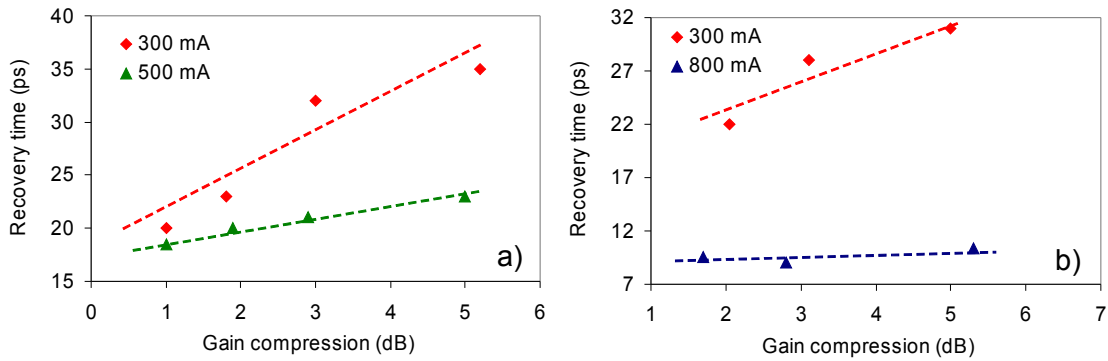 40
35
30
25
20
15
0 1 2 3 4 5 6
Recovery time (ps)
Gain compression (dB)
300 mA
500 mA
a)
32
27
22
17
12
7
1 2 3 4 5 6 7
Recovery time (ps)
Gain compression (dB)
300 mA
800 mA
b)